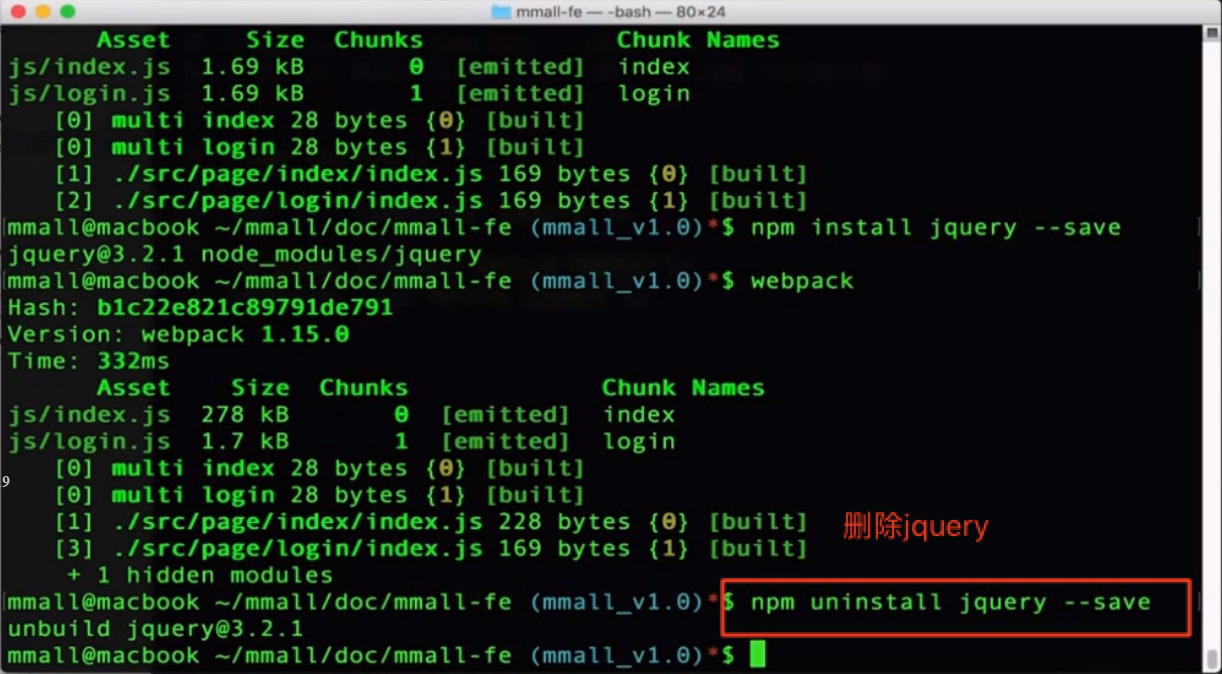 mmall-fe — -bash — 80×24
Asset Size Chunks Chunk Names
js/index.js 1.69 kB 0 [emitted] index
js/login.js 1.69 kB 1 [emitted] login
[0] multi index 28 bytes {0} [built]
[0] multi login 28 bytes {1} [built]
[1] ./src/page/index/index.js 169 bytes {0} [built]
[2] ./src/page/login/index.js 169 bytes {1} [built]
mmall@macbook ~/mmall/doc/mmall-fe (mmall_v1.0)*$ npm install jquery --save
jquery@3.2.1 node_modules/jquery
mmall@macbook ~/mmall/doc/mmall-fe (mmall_v1.0)*$ webpack
Hash: b1c22e821c89791de791
Version: webpack 1.15.0
Time: 332ms
Asset Size Chunks Chunk Names
js/index.js 278 kB 0 [emitted] index
js/login.js 1.7 kB 1 [emitted] login
[0] multi index 28 bytes {0} [built]
9
[0] multi login 28 bytes {1} [built]
[1] ./src/page/index/index.js 228 bytes {0} [built]
删除jquery
[3] ./src/page/login/index.js 169 bytes {1} [built]
+ 1 hidden modules
mmall@macbook ~/mmall/doc/mmall-fe (mmall_v1.0)*$ npm uninstall jquery --save
unbuild jquery@3.2.1
mmall@macbook ~/mmall/doc/mmall-fe (mmall_v1.0)*$